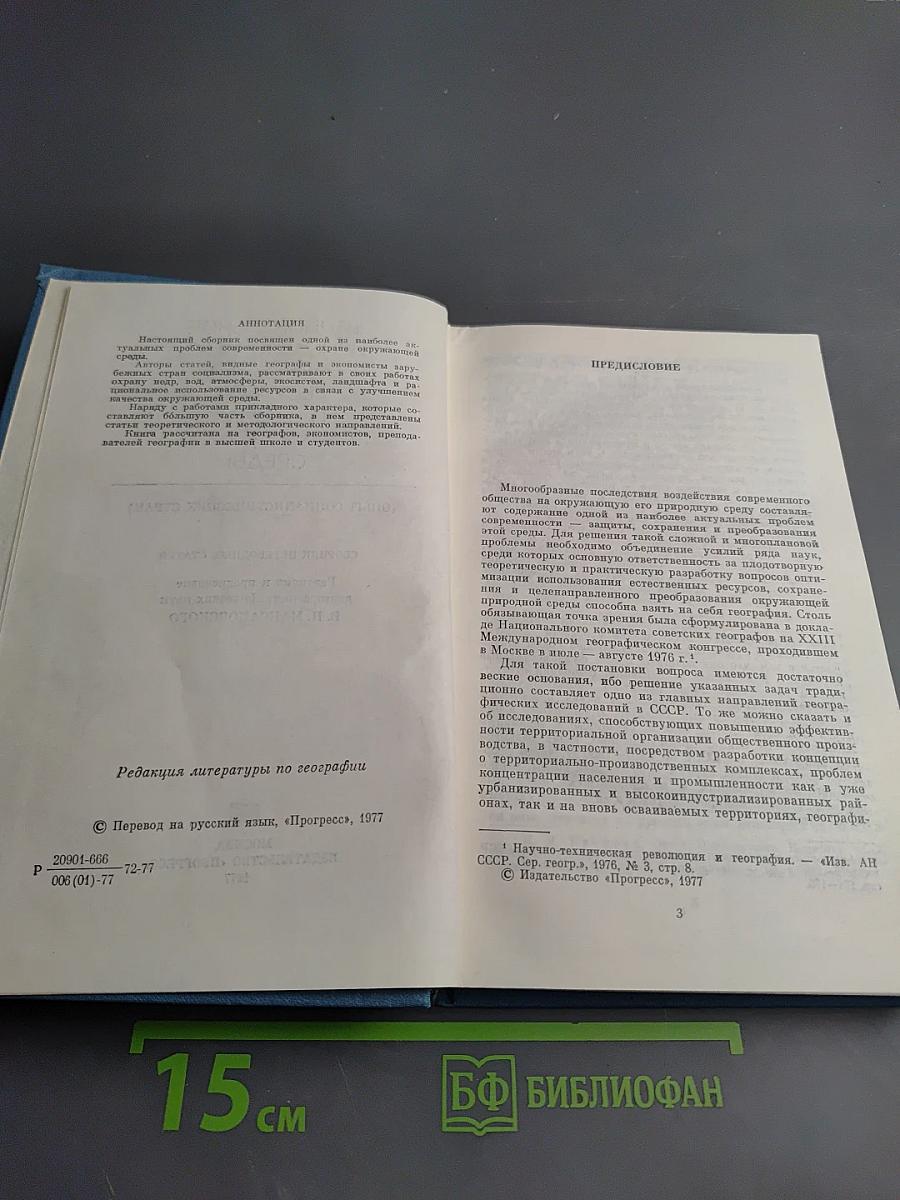 АННОТАЦИЯ
Настоящий сборник посвящен одной из наиболее ак-
туальных проблем современности — охране окружающей
среды.
Авторы статей, видные географы и экономисты зару-
бежных стран социализма, рассматривают в своих работах
охрану недр, вод, атмосферы, экосистем, ландшафта и ра-
циональное использование ресурсов в связи с улучшением
качества окружающей среды.
Наряду с работами прикладного характера, которые со-
ставляют бо́льшую часть сборника, в нем представлены
статьи теоретического и методологического направлений.
Книга рассчитана на географов, экономистов, препода-
вателей географии в высшей школе и студентов.
Редакция литературы по географии
© Перевод на русский язык, «Прогресс», 1977
Р 20901-666
006(01)-77 72-77
ПРЕДИСЛОВИЕ
Многообразные последствия воздействия современного
общества на окружающую его природную среду составля-
ют содержание одной из наиболее актуальных проблем
современности — защиты, сохранения и преобразования
этой среды. Для решения такой сложной и многоплановой
проблемы необходимо объединение усилий ряда наук,
среди которых основную ответственность за плодотворную
теоретическую и практическую разработку вопросов опти-
мизации использования естественных ресурсов, сохране-
ния и целенаправленного преобразования окружающей
природной среды способна взять на себя география. Столь
обязывающая точка зрения была сформулирована в докла-
де Национального комитета советских географов на XXIII
Международном географическом конгрессе, проходившем
в Москве в июле — августе 1976 г.¹.
Для такой постановки вопроса имеются достаточно
веские основания, ибо решение указанных задач тради-
ционно составляет одно из главных направлений геогра-
фических исследований в СССР. То же можно сказать и
об исследованиях, способствующих повышению эффектив-
ности территориальной организации общественного произ-
водства, в частности, посредством разработки концепции
о территориально-производственных комплексах, проблем
концентрации населения и промышленности как в уже
урбанизированных и высокоиндустриализированных рай-
онах, так и на вновь осваиваемых территориях, географи-
¹ Научно-техническая революция и география. — «Изв. АН
СССР. Сер. геогр.», 1976, № 3, стр. 8.
© Издательство «Прогресс», 1977
3
15 см
БФ БИБЛИОФАН